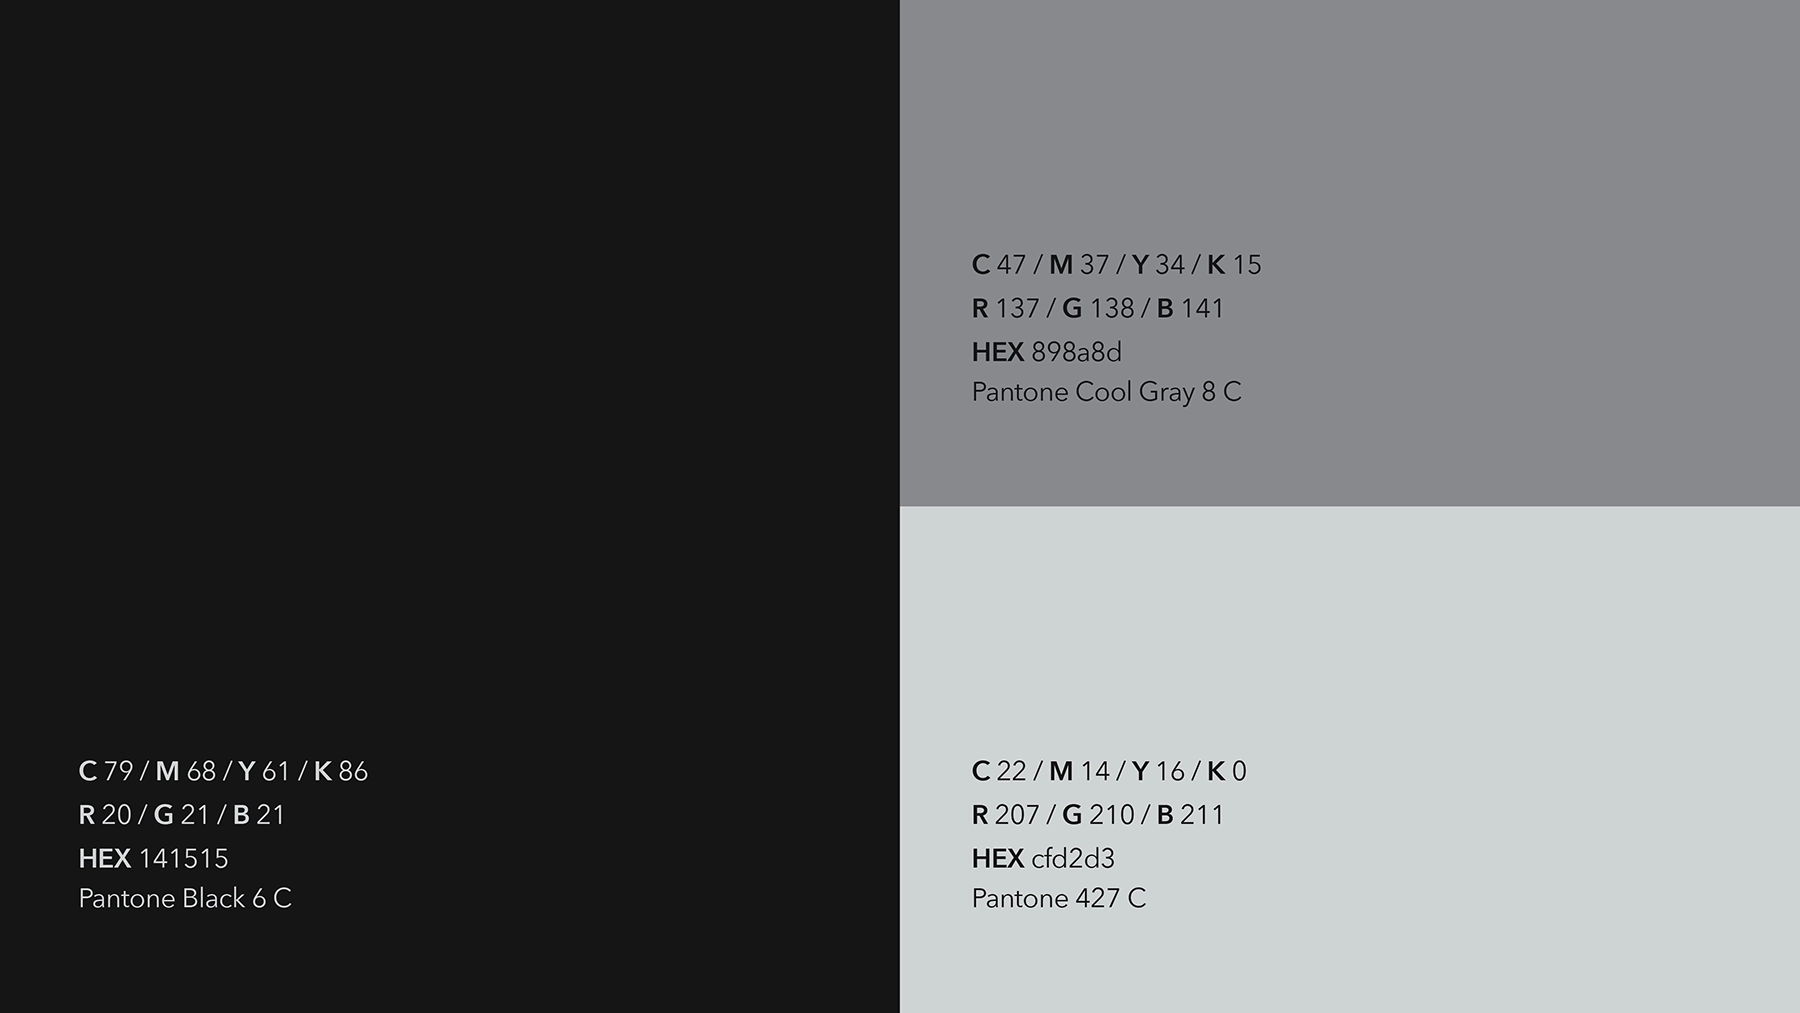 C 79 / M 68 / Y 61 / K 86
R 20 / G 21 / B 21
HEX 141515
Pantone Black 6 C
C 47 / M 37 / Y 34 / K 15
R 137 / G 138 / B 141
HEX 898a8d
Pantone Cool Gray 8 C
C 22 / M 14 / Y 16 / K 0
R 207 / G 210 / B 211
HEX cfd2d3
Pantone 427 C